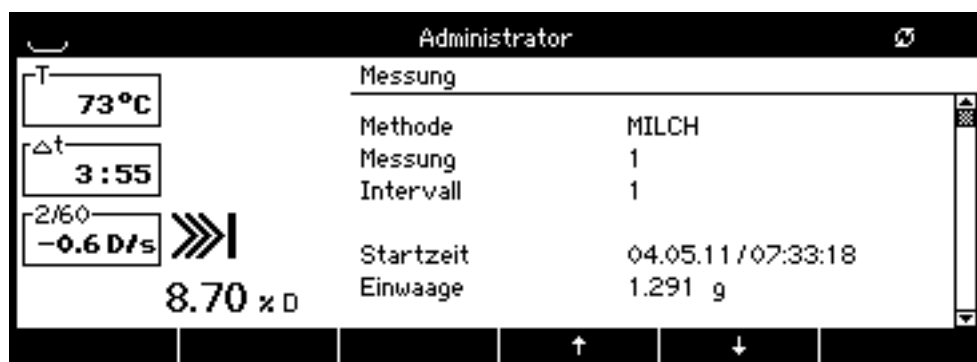 Administrator
T
73°C
△t
3:55
2/60
-0.6 D/s
8.70 % D
Messung
Methode MILCH
Messung 1
Intervall 1
Startzeit 04.05.11/07:33:18
Einwaage 1.291 g